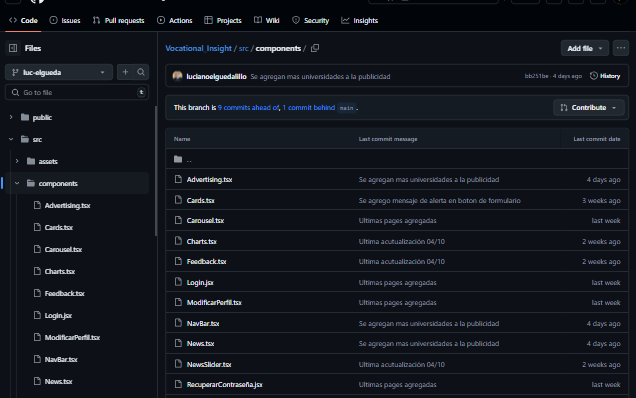 Code Issues Pull requests Actions Projects Wiki Security Insights
Files
luc-elgueda
Go to file t
public
src
assets
components
Advertising.tsx
Cards.tsx
Carousel.tsx
Charts.tsx
Feedback.tsx
Login.jsx
ModificarPerfil.tsx
NavBar.tsx
News.tsx
Vocational_Insight / src / components /
Add file
lucianoelguedalillo Se agregan mas universidades a la publicidad bb251be · 4 days ago History
This branch is 9 commits ahead of, 1 commit behind main .
Contribute
Name Last commit message Last commit date
..
Advertising.tsx Se agregan mas universidades a la publicidad 4 days ago
Cards.tsx Se agrego mensaje de alerta en boton de formulario 3 weeks ago
Carousel.tsx Ultimas pages agregadas last week
Charts.tsx Ultima acutualización 04/10 2 weeks ago
Feedback.tsx Ultima acutualización 04/10 2 weeks ago
Login.jsx Ultimas pages agregadas last week
ModificarPerfil.tsx Ultimas pages agregadas last week
NavBar.tsx Se agregan mas universidades a la publicidad 4 days ago
News.tsx Se agregan mas universidades a la publicidad 4 days ago
NewsSlider.tsx Ultima acutualización 04/10 2 weeks ago
RecuperarContraseña.jsx Ultimas pages agregadas last week